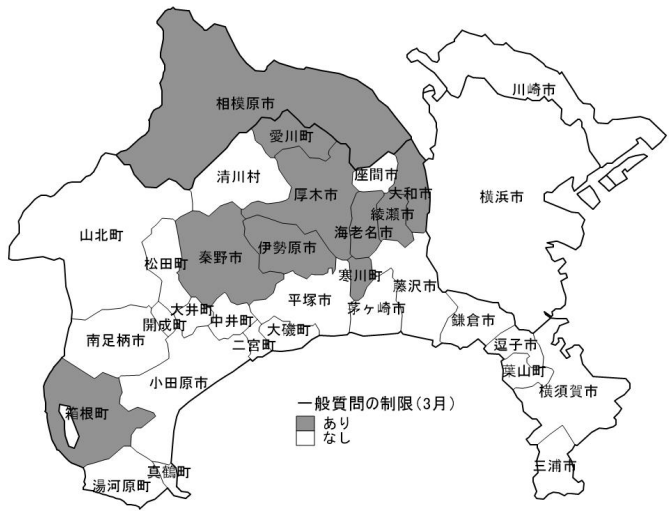 川崎市
相模原市
愛川町
清川村
座間市
厚木市
大和市
横浜市
綾瀬市
海老名市
山北町
松田町
秦野市
伊勢原市
寒川町
藤沢市
平塚市
茅ヶ崎市
大井町
開成町
中井町
大磯町
鎌倉市
南足柄市
二宮町
逗子市
葉山町
小田原市
横須賀市
箱根町
一般質問の制限(3月)
あり
なし
三浦市
真鶴町
湯河原町